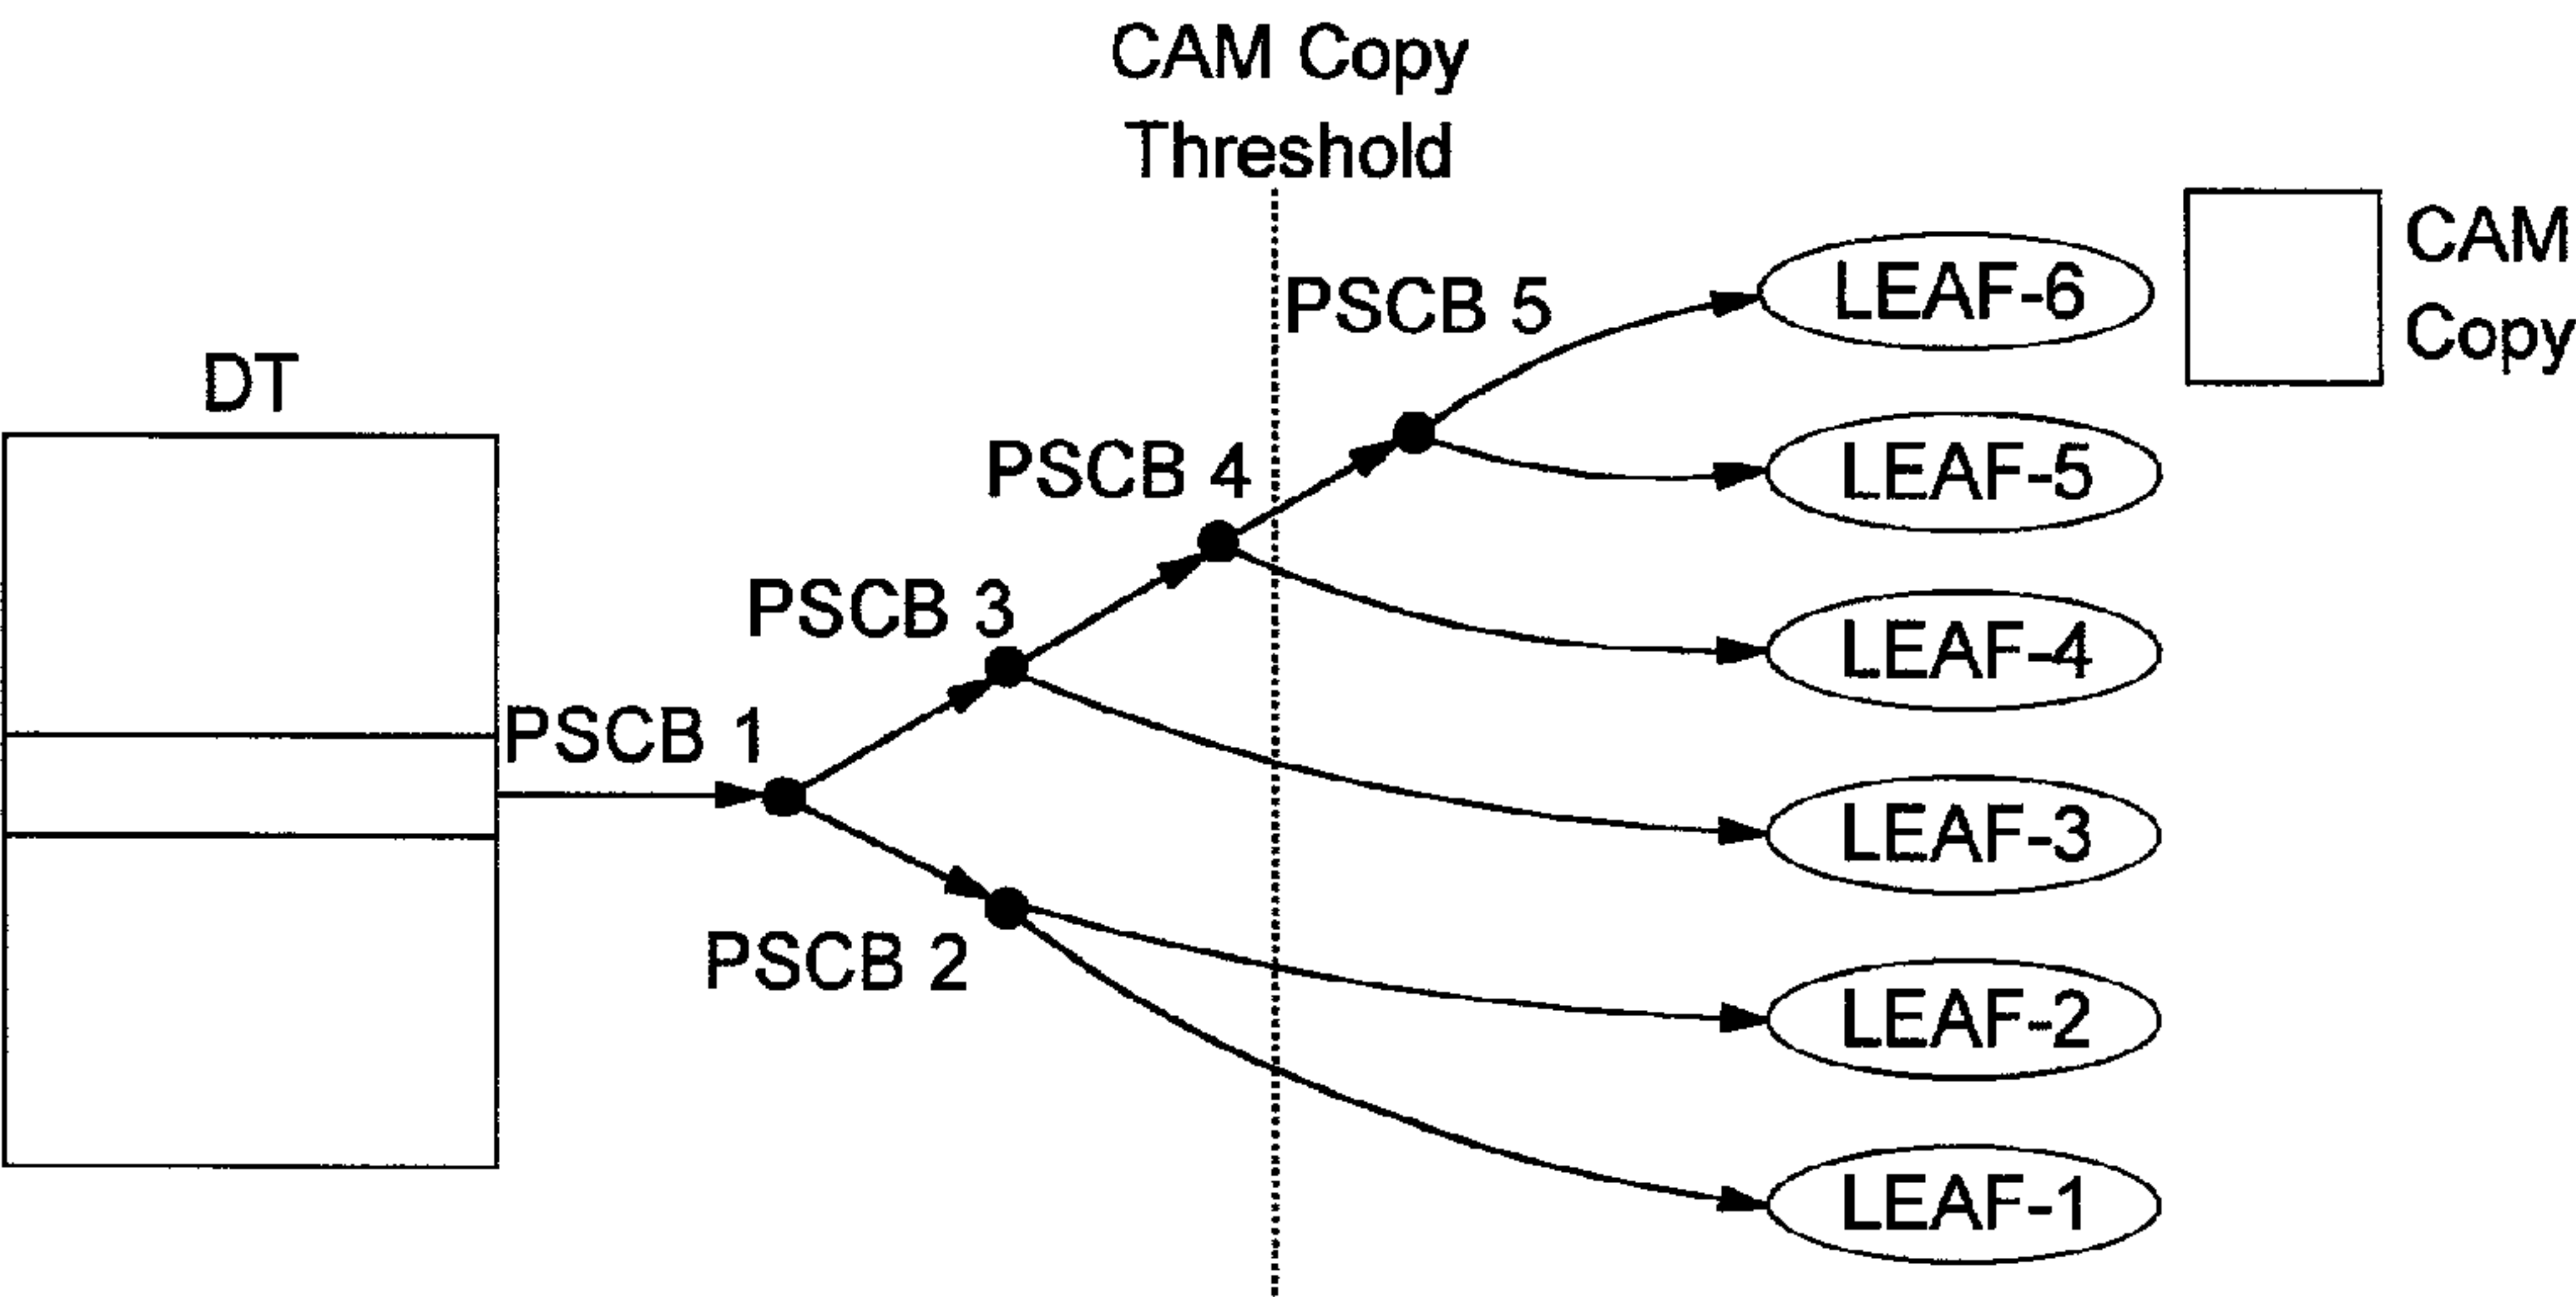 CAM Copy
Threshold
CAM
Copy
PSCB 5
LEAF-6
DT
PSCB 4
LEAF-5
PSCB 3
LEAF-4
PSCB 1
LEAF-3
PSCB 2
LEAF-2
LEAF-1